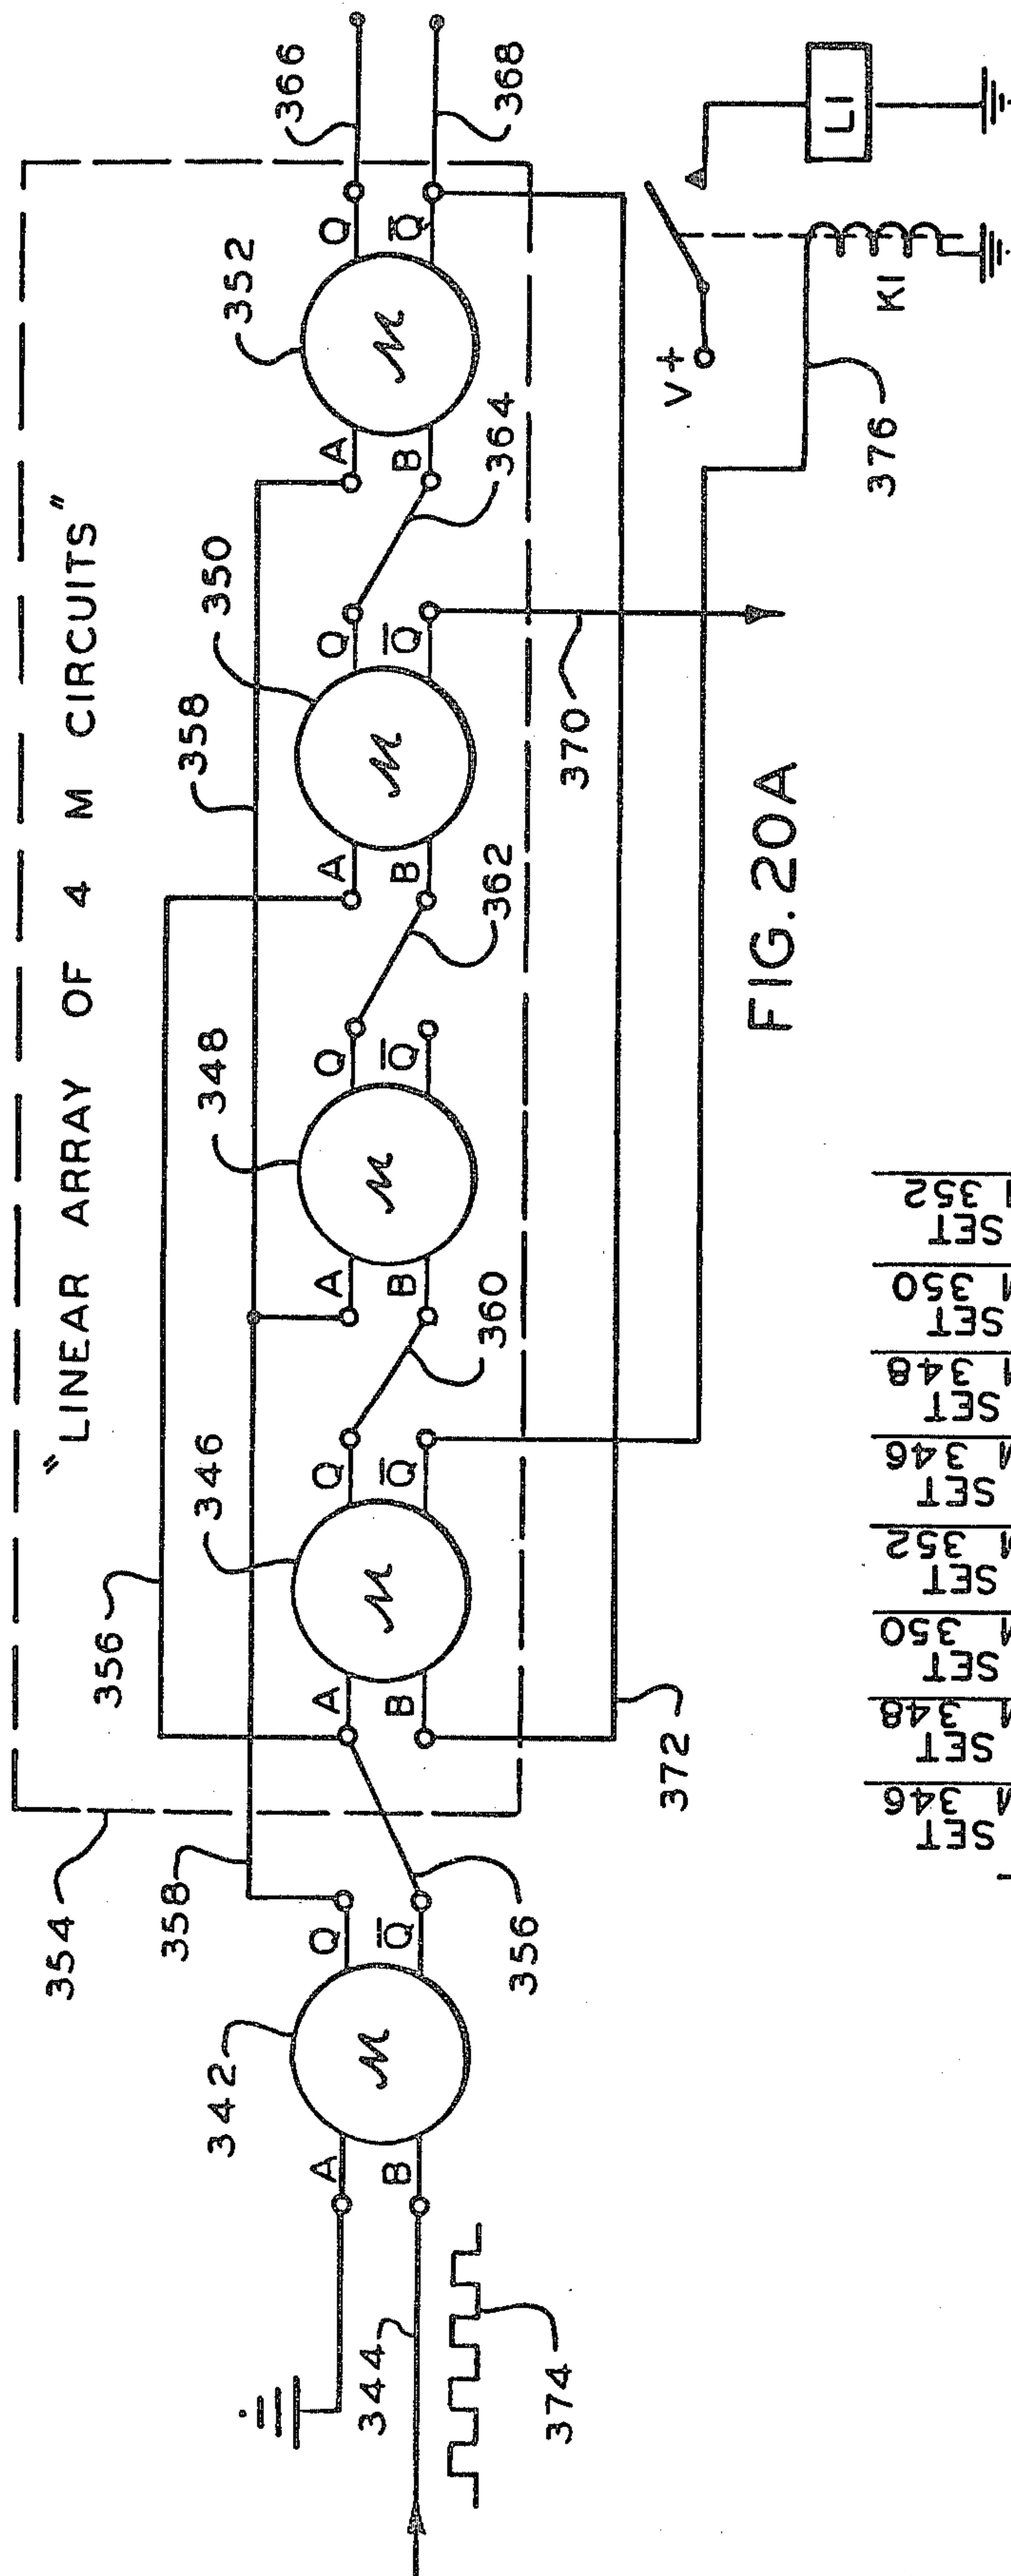 "LINEAR ARRAY OF 4 M CIRCUITS"
354
358
356
358
342
346
348
350
352
366
368
A
B
Q
Q̅
M
A
B
Q
Q̅
M
A
B
Q
Q̅
M
A
B
Q
Q̅
M
A
B
Q
Q̅
M
344
374
356
360
362
364
372
370
376
V+
K1
L1
FIG. 20A
SET
M 346
SET
M 348
SET
M 350
SET
M 352
SET
M 346
SET
M 348
SET
M 350
SET
352